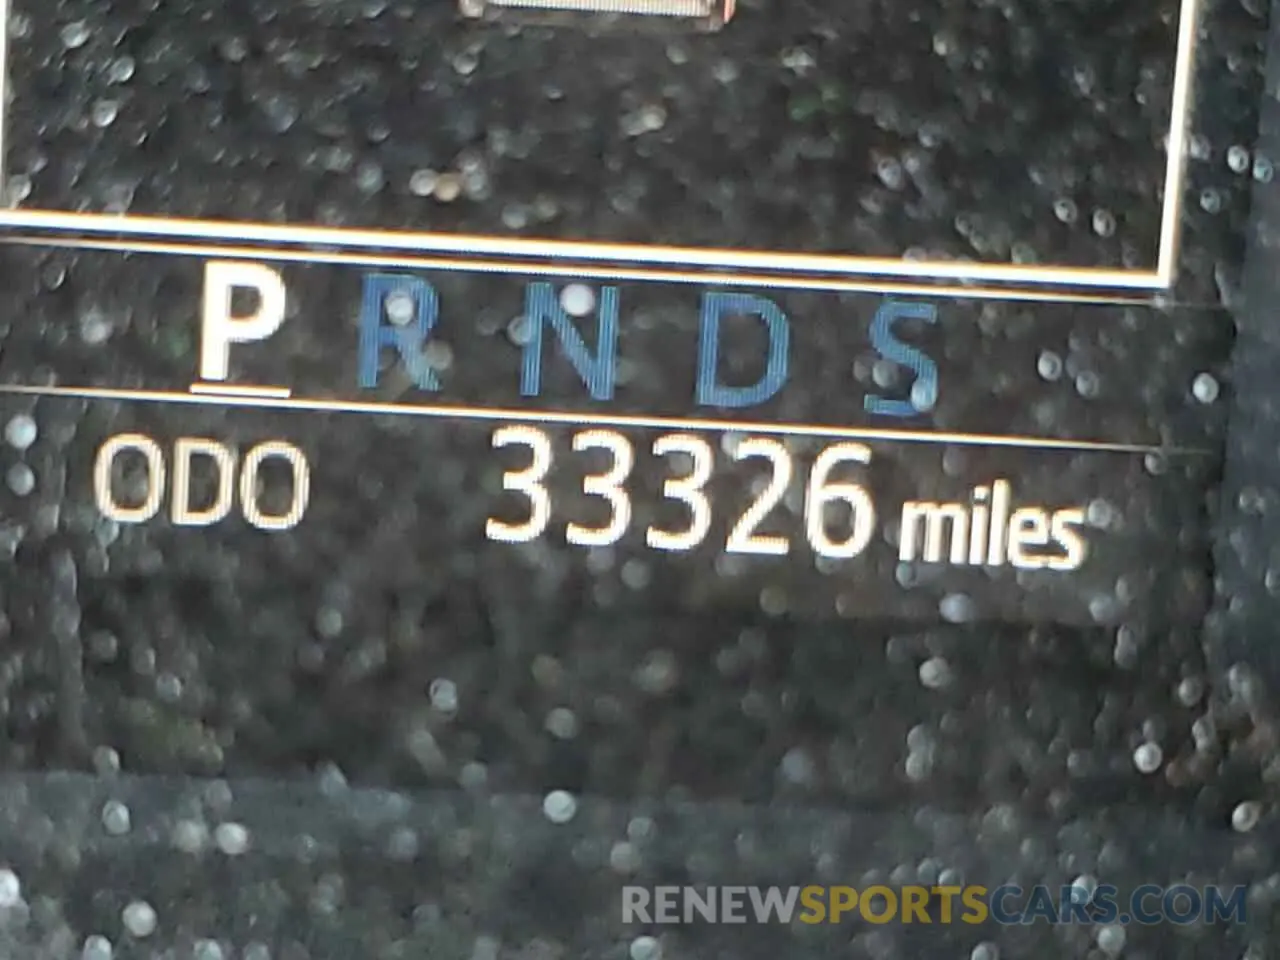 P R N D S
ODO 33326 miles
RENEWSPORTSCARS.COM